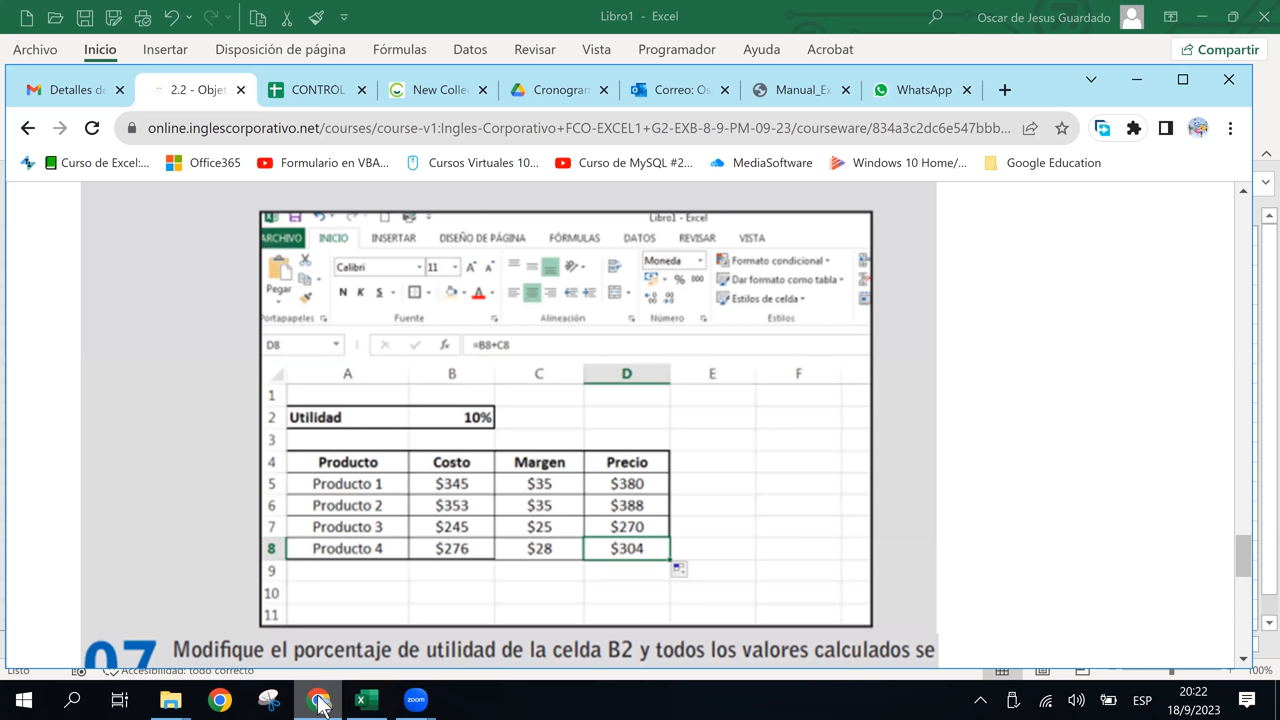 Libro1 - Excel
Oscar de Jesus Guardado
Archivo Inicio Insertar Disposición de página Fórmulas Datos Revisar Vista Programador Ayuda Acrobat Compartir
Detalles de 2.2 - Objet CONTROL New Colle Cronogran Correo: Os Manual_Ex WhatsApp
online.inglescorporativo.net/courses/course-v1:Ingles-Corporativo+FCO-EXCEL1+G2-EXB-8-9-PM-09-23/courseware/834a3c2dc6e547bbb...
Curso de Excel:... Office365 Formulario en VBA... Cursos Virtuales 10... Curso de MySQL #2... MediaSoftware Windows 10 Home/... Google Education
Libro1 - Excel
ARCHIVO INICIO INSERTAR DISEÑO DE PÁGINA FÓRMULAS DATOS REVISAR VISTA
Calibri 11 Moneda Formato condicional
Pegar Dar formato como tabla
N K S % 000 Estilos de celda
Portapapeles Fuente Alineación Número Estilos
D8 fx =B8+C8
A B C D E F
1
2 Utilidad 10%
3
4 Producto Costo Margen Precio
5 Producto 1 $345 $35 $380
6 Producto 2 $353 $35 $388
7 Producto 3 $245 $25 $270
8 Producto 4 $276 $28 $304
9
10
11
07 Modifique el porcentaje de utilidad de la celda B2 y todos los valores calculados se
Listo Accesibilidad: todo correcto 100%
zoom ESP 20:22
18/9/2023